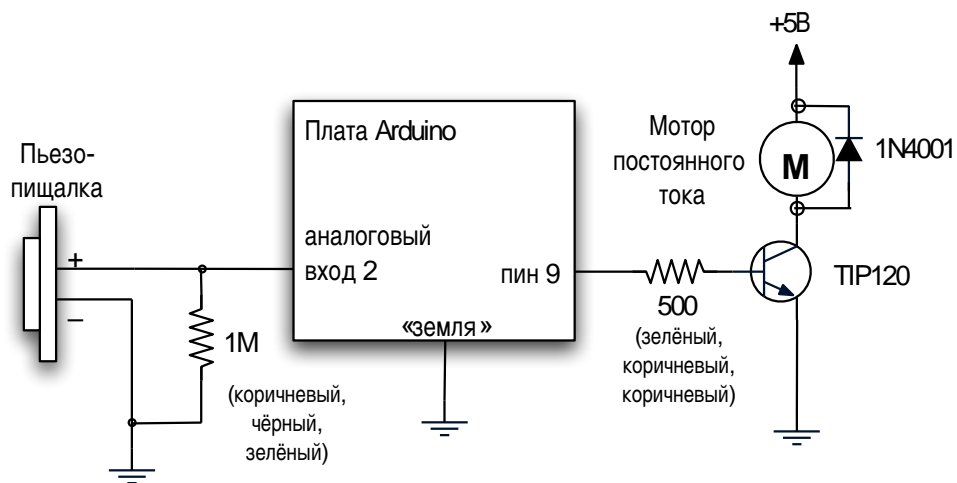 +5В
Плата Arduino
Мотор
постоянного
тока
1N4001
M
Пьезо-
пищалка
аналоговый
вход 2
пин 9
+
–
TIP120
500
(зелёный,
коричневый,
коричневый)
«земля»
1М
(коричневый,
чёрный,
зелёный)